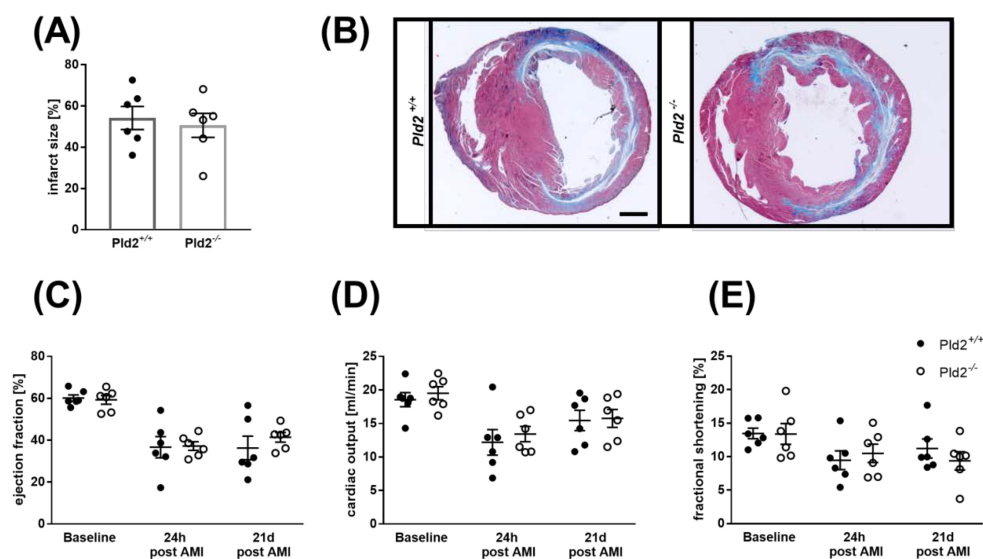 (A)
infarct size [%]
80
60
40
20
0
Pld2+/+
Pld2-/-
(B)
Pld2 +/+
Pld2 -/-
(C)
ejection fraction [%]
80
60
40
20
0
Baseline
24h
post AMI
21d
post AMI
(D)
cardiac output [ml/min]
25
20
15
10
5
0
Baseline
24h
post AMI
21d
post AMI
(E)
fractional shortening [%]
25
20
15
10
5
0
Baseline
24h
post AMI
21d
post AMI
Pld2+/+
Pld2-/-